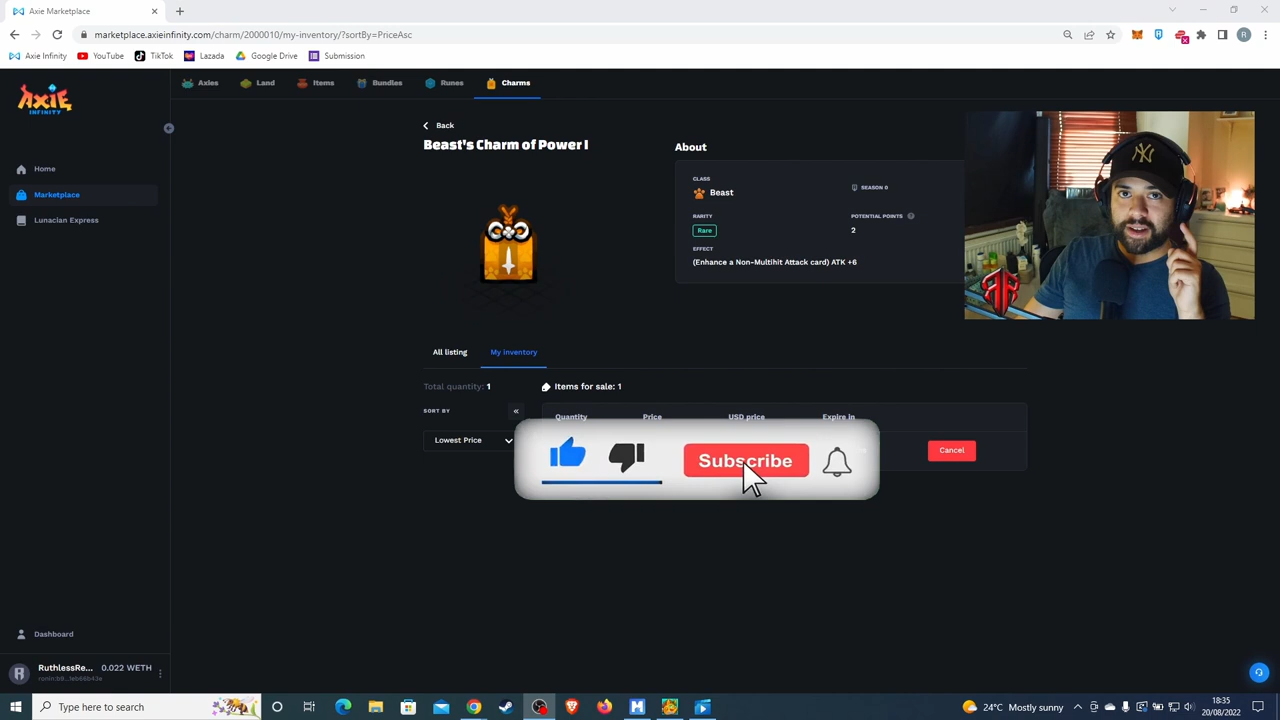 Axie Marketplace
marketplace.axieinfinity.com/charm/2000010/my-inventory/?sortBy=PriceAsc
R
Axie Infinity
YouTube
TikTok
Lazada
Google Drive
Submission
AXIE
INFINITY
Axies
Land
Items
Bundles
Runes
Charms
Home
Marketplace
Lunacian Express
Back
Beast's Charm of Power I
About
CLASS
Beast
SEASON 0
RARITY
POTENTIAL POINTS
Rare
2
EFFECT
(Enhance a Non-Multihit Attack card) ATK +6
All listing
My inventory
Total quantity: 1
Items for sale: 1
SORT BY
Lowest Price
Quantity
Price
USD price
Expire in
Cancel
Subscribe
Dashboard
RuthlessRe...
0.022 WETH
Type here to search
24°C Mostly sunny
18:35
20/08/2022